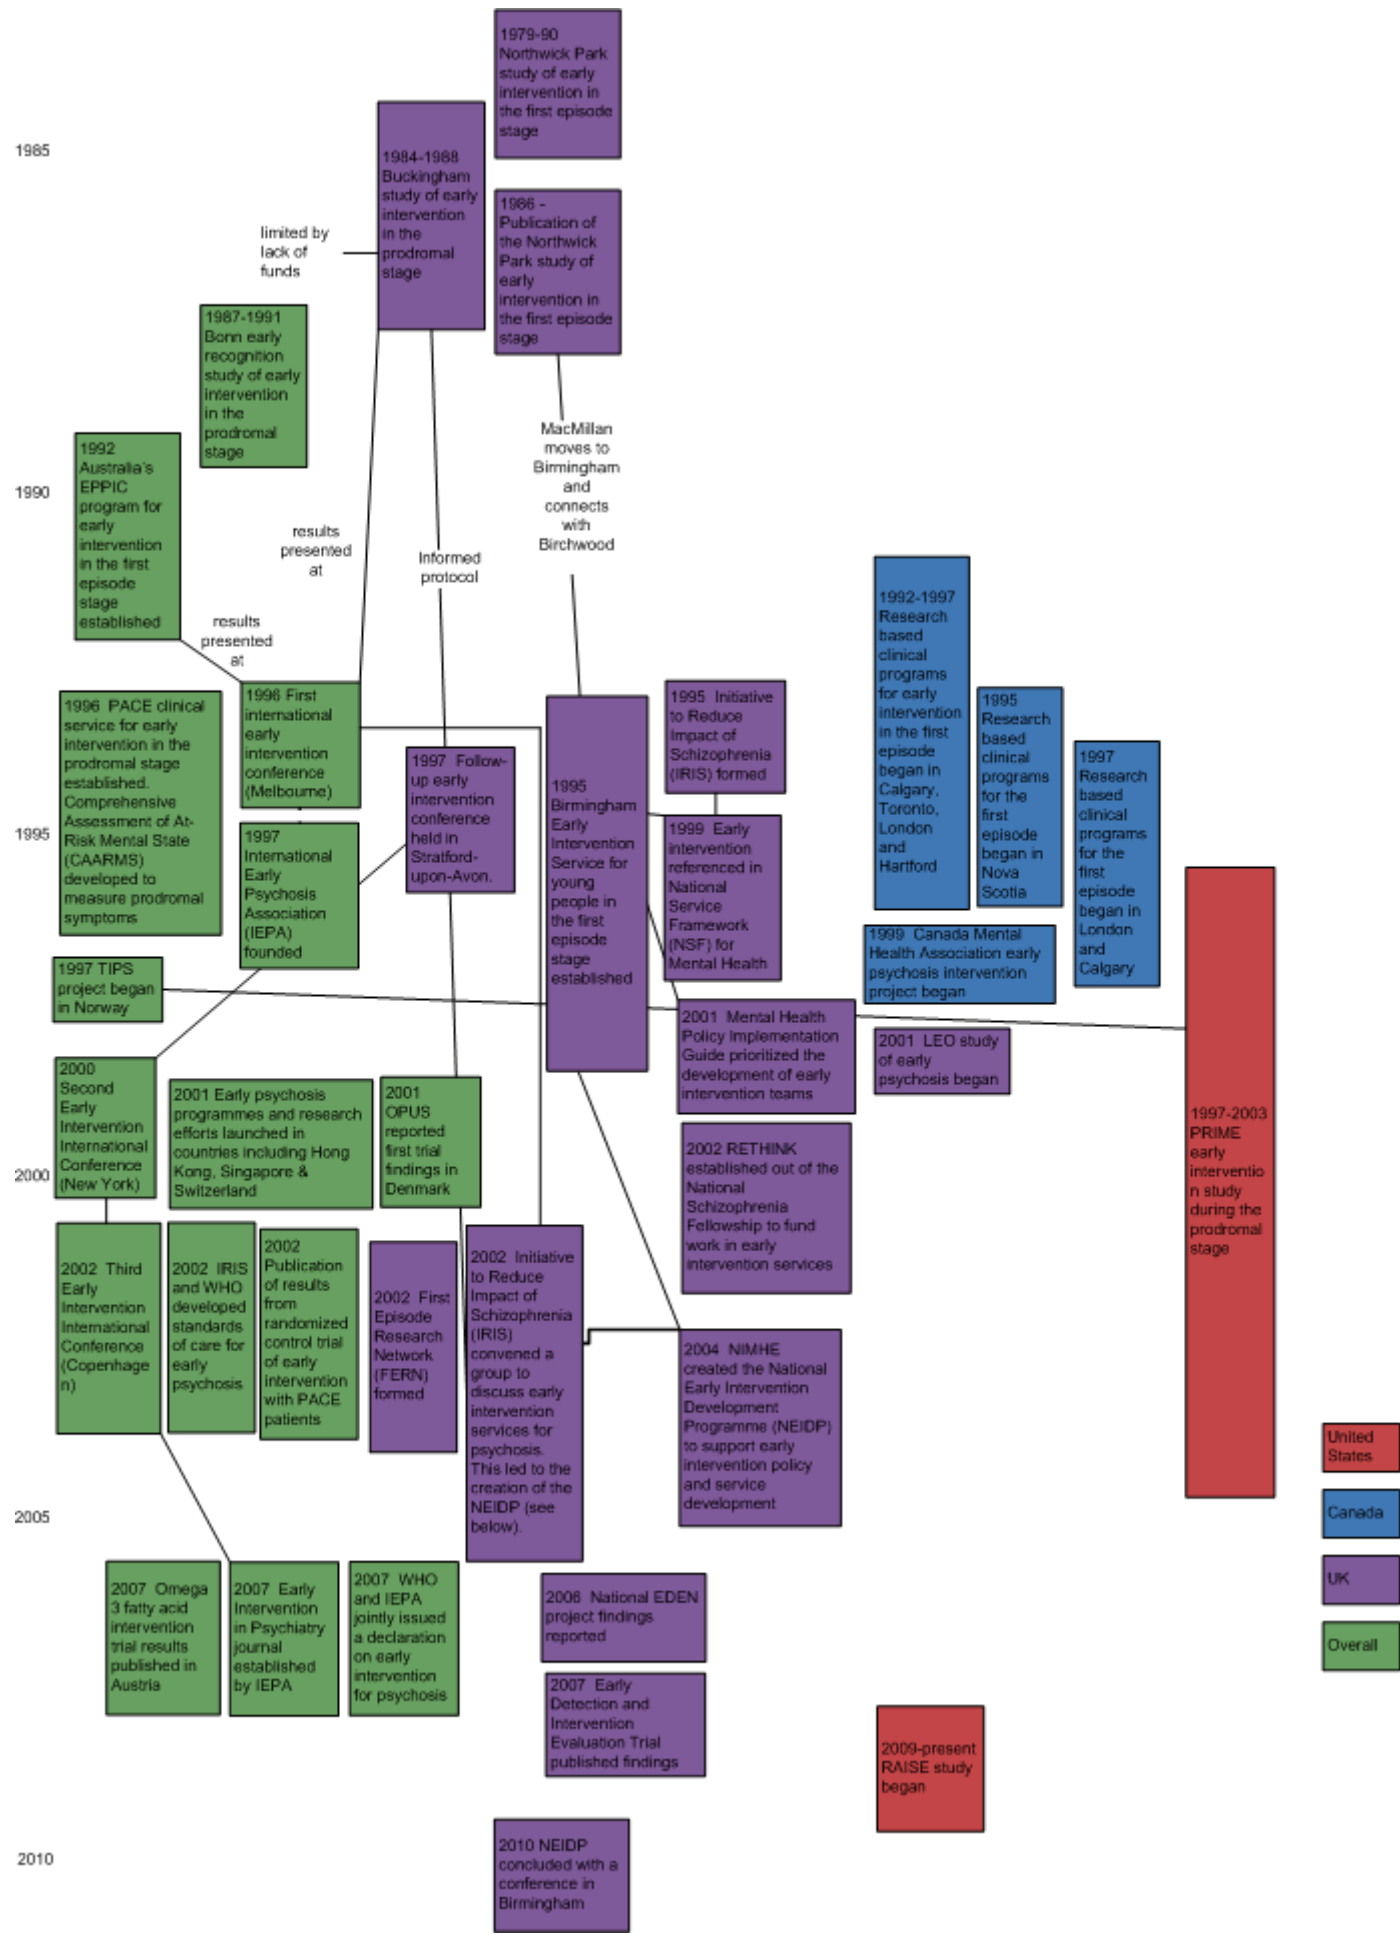 1979-90
Northwick Park
study of early
intervention in
the first episode
stage
1985
1984-1988
Buckingham
study of early
intervention
in the
prodromal
stage
1986 -
Publication of
the Northwick
Park study of
early
intervention in
the first episode
stage
limited by
lack of
funds
1987-1991
Bonn early
recognition
study of early
intervention
in the
prodromal
stage
MacMillan
moves to
Birmingham
and
connects
with
Birchwood
1992
Australia's
EPPIC
program for
early
intervention
in the first
episode
stage
established
1990
results
presented
at
Informed
protocol
results
presented
at
1992-1997
Research
based
clinical
programs
for early
intervention
in the first
episode
began in
Calgary,
Toronto,
London
and
Hartford
1996 PACE clinical
service for early
intervention in the
prodromal stage
established.
Comprehensive
Assessment of At-
Risk Mental State
(CAARMS)
developed to
measure prodromal
symptoms
1996 First
international
early
intervention
conference
(Melbourne)
1995 Initiative
to Reduce
Impact of
Schizophrenia
(IRIS) formed
1995
Research
based
clinical
programs
for the
first
episode
began in
Nova
Scotia
1997 Follow-
up early
intervention
conference
held in
Stratford-
upon-Avon.
1995
Birmingham
Early
Intervention
Service for
young
people in
the first
episode
stage
established
1997
Research
based
clinical
programs
for the
first
episode
began in
London
and
Calgary
1995
1997
International
Early
Psychosis
Association
(IEPA)
founded
1999 Early
intervention
referenced in
National
Service
Framework
(NSF) for
Mental Health
1999 Canada Mental
Health Association early
psychosis intervention
project began
1997 TIPS
project began
in Norway
2001 Mental Health
Policy Implementation
Guide prioritized the
development of early
intervention teams
2001 LEO study
of early
psychosis began
1997-2003
PRIME
early
interventio
n study
during the
prodromal
stage
2000
Second
Early
Intervention
International
Conference
(New York)
2001 Early psychosis
programmes and research
efforts launched in
countries including Hong
Kong, Singapore &
Switzerland
2001
OPUS
reported
first trial
findings in
Denmark
2002 RETHINK
established out of the
National
Schizophrenia
Fellowship to fund
work in early
intervention services
2000
2002 Third
Early
Intervention
International
Conference
(Copenhage
n)
2002 IRIS
and WHO
developed
standards
of care for
early
psychosis
2002
Publication
of results
from
randomized
control trial
of early
intervention
with PACE
patients
2002 First
Episode
Research
Network
(FERN)
formed
2002 Initiative
to Reduce
Impact of
Schizophrenia
(IRIS)
convened a
group to
discuss early
intervention
services for
psychosis.
This led to the
creation of the
NEIDP (see
below).
2004 NIMHE
created the National
Early Intervention
Development
Programme (NEIDP)
to support early
intervention policy
and service
development
United
States
Canada
UK
Overall
2005
2007 Omega
3 fatty acid
intervention
trial results
published in
Austria
2007 Early
Intervention
in Psychiatry
journal
established
by IEPA
2007 WHO
and IEPA
jointly issued
a declaration
on early
intervention
for psychosis
2006 National EDEN
project findings
reported
2007 Early
Detection and
Intervention
Evaluation Trial
published findings
2009-present
RAISE study
began
2010 NEIDP
concluded with a
conference in
Birmingham
2010